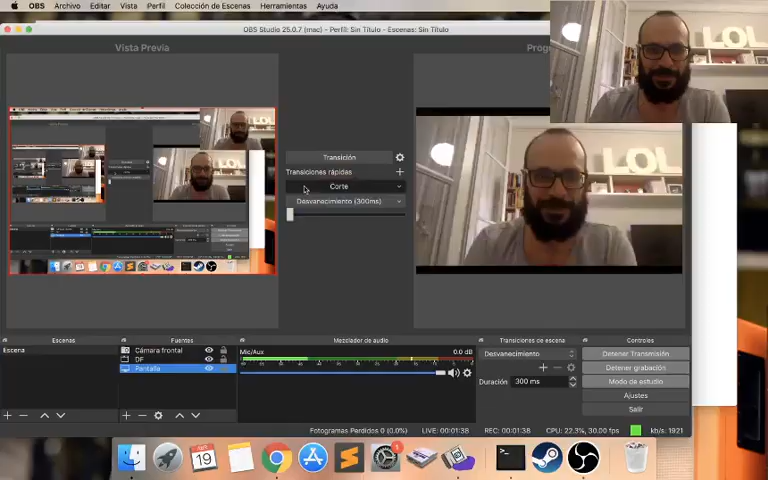 OBS Archivo Editar Vista Perfil Colección de Escenas Herramientas Ayuda
OBS Studio 25.0.7 (mac) - Perfil: Sin Título - Escenas: Sin Título
Vista Previa
LOL
Transición
Transiciones rápidas
Corte
Desvanecimiento (300ms)
LOL
Escenas
Fuentes
Mezclador de audio
Transiciones de escena
Controles
Escena
Cámara frontal
DF
Pantalla
Mic/Aux
0.0 dB
Desvanecimiento
Duración 300 ms
Detener Transmisión
Detener grabación
Modo de estudio
Ajustes
Salir
Fotogramas Perdidos 0 (0.0%) LIVE: 00:01:38 REC: 00:01:38 CPU: 22.3%, 30.00 fps kb/s: 1921
19
1